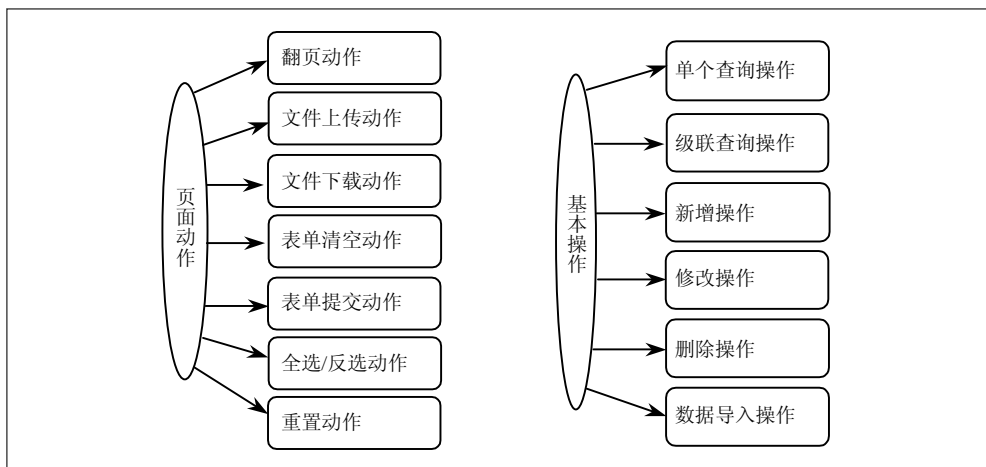 页面动作
翻页动作
文件上传动作
文件下载动作
表单清空动作
表单提交动作
全选/反选动作
重置动作
基本操作
单个查询操作
级联查询操作
新增操作
修改操作
删除操作
数据导入操作